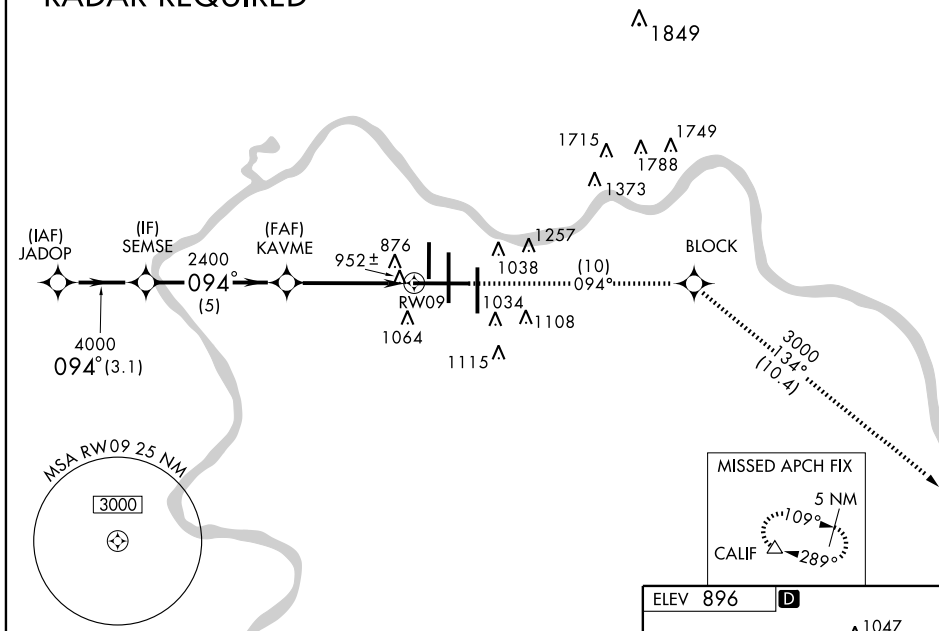 RADAR REQUIRED
1849
1715
1749
1788
1373
(IAF)
JADOP
(IF)
SEMSE
2400
094°
(5)
(FAF)
KAVME
876
952±
RW09
1064
1257
1038
(10)
094°
1034
1108
1115
BLOCK
4000
094° (3.1)
3000
134°
(10.4)
MSA RW09 25 NM
3000
MISSED APCH FIX
5 NM
109°
CALIF
289°
ELEV 896 D
1047